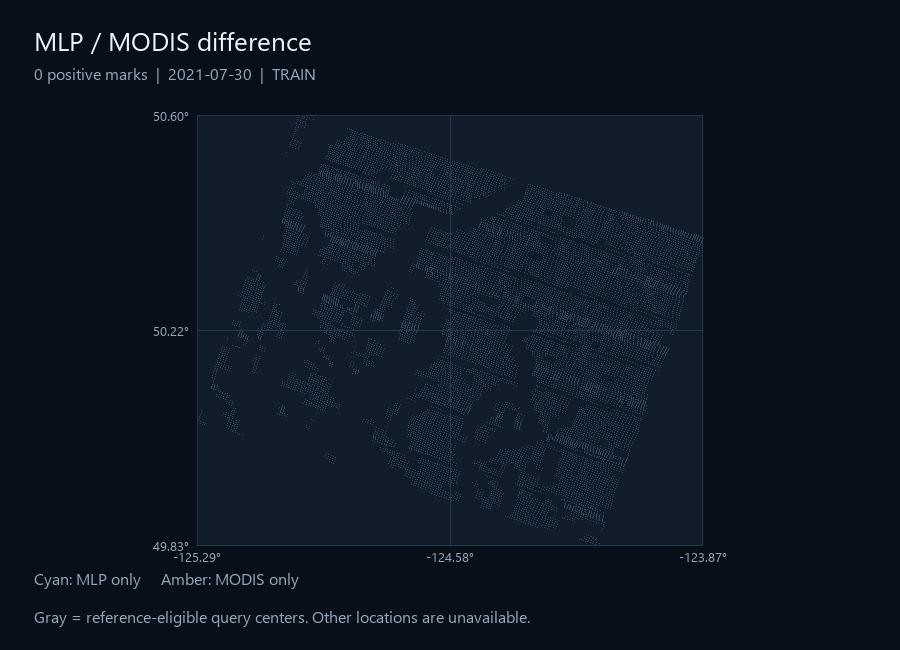 MLP / MODIS difference
0 positive marks | 2021-07-30 | TRAIN
50.60°
50.22°
49.83°
-125.29° -124.58° -123.87°
Cyan: MLP only Amber: MODIS only
Gray = reference-eligible query centers. Other locations are unavailable.